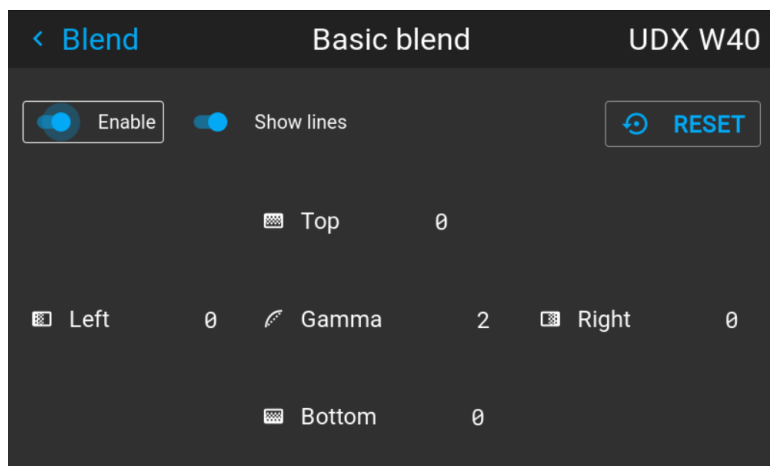 Blend Basic blend UDX W40
Enable Show lines RESET
Top 0
Left 0 Gamma 2 Right 0
Bottom 0